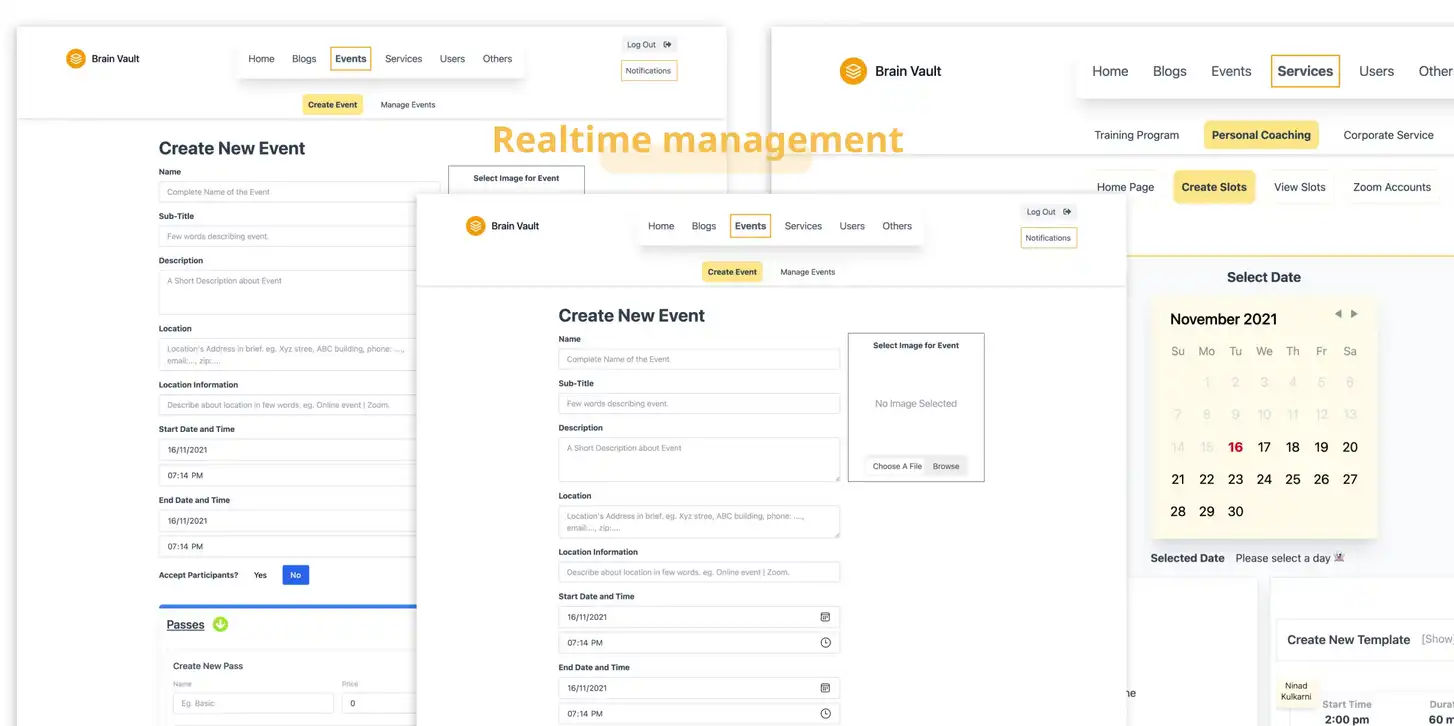 Realtime management
Brain Vault
Home Blogs Events Services Users Others
Log Out
Notifications
Create Event Manage Events
Create New Event
Name
Complete Name of the Event
Sub-Title
Few words describing event.
Description
A Short Description about Event
Location
Location's Address in brief. eg. Xyz stree, ABC building, phone: ....,
email:..., zip:....
Location Information
Describe about location in few words. eg. Online event | Zoom.
Start Date and Time
16/11/2021
07:14 PM
End Date and Time
16/11/2021
07:14 PM
Accept Participants? Yes No
Passes
Create New Pass
Name Price
Eg. Basic 0
Select Image for Event
Brain Vault
Home Blogs Events Services Users Others
Log Out
Notifications
Create Event Manage Events
Create New Event
Name
Complete Name of the Event
Sub-Title
Few words describing event.
Description
A Short Description about Event
Location
Location's Address in brief. eg. Xyz stree, ABC building, phone: ....,
email:..., zip:....
Location Information
Describe about location in few words. eg. Online event | Zoom.
Start Date and Time
16/11/2021
07:14 PM
End Date and Time
16/11/2021
07:14 PM
Select Image for Event
No Image Selected
Choose A File Browse
Brain Vault
Home Blogs Events Services Users Other
Training Program Personal Coaching Corporate Service
Home Page Create Slots View Slots Zoom Accounts
Select Date
November 2021
Su Mo Tu We Th Fr Sa
1 2 3 4 5 6
7 8 9 10 11 12 13
14 15 16 17 18 19 20
21 22 23 24 25 26 27
28 29 30
Selected Date Please select a day
Create New Template [Show
Ninad
Kulkarni
Start Time
2:00 pm
60 m